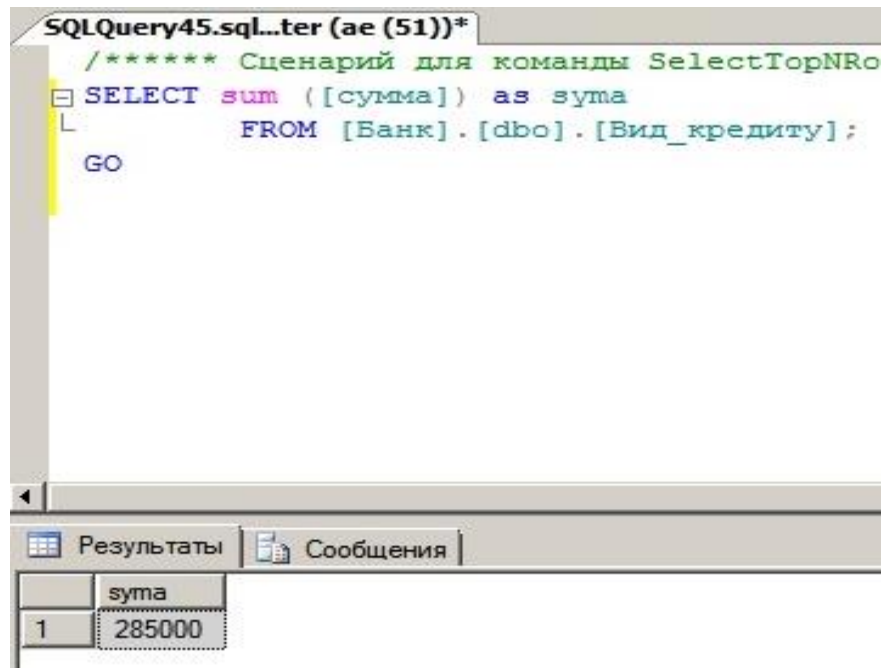 SQLQuery45.sql...ter (ae (51))*
/****** Сценарий для команды SelectTopNRo
SELECT sum ([сумма]) as syma
FROM [Банк].[dbo].[Вид_кредиту];
GO
Результаты Сообщения
syma
1 285000